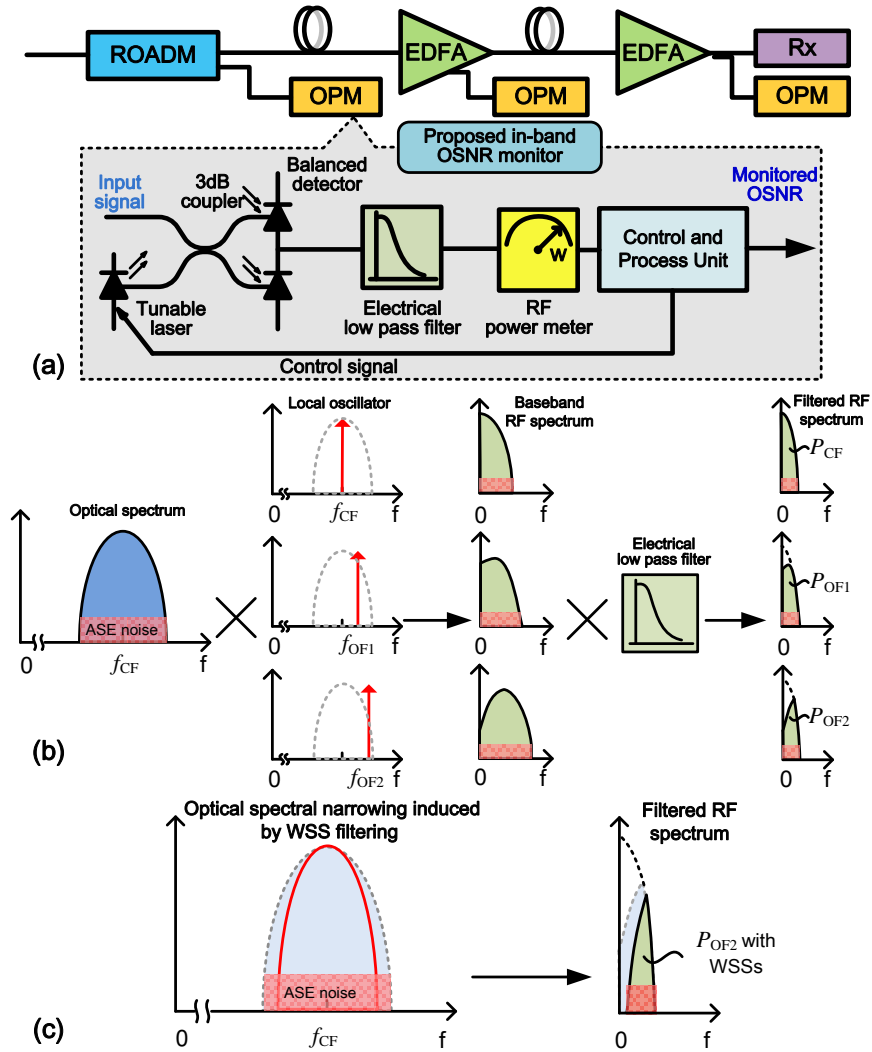 ROADM
EDFA
EDFA
Rx
OPM
OPM
OPM
Proposed in-band
OSNR monitor
Input
signal
3dB
coupler
Balanced
detector
Monitored
OSNR
W
Control and
Process Unit
Tunable
laser
Electrical
low pass filter
RF
power meter
Control signal
(a)
Local oscillator
Baseband
RF spectrum
Filtered RF
spectrum
P_CF
0
f_CF
f
0
f
0
f
Optical spectrum
ASE noise
0
f_CF
f
Electrical
low pass filter
P_OF1
0
f_OF1
f
0
f
0
f
P_OF2
0
f_OF2
f
0
f
0
f
(b)
Optical spectral narrowing induced
by WSS filtering
Filtered RF
spectrum
ASE noise
P_OF2 with
WSSs
0
f_CF
f
0
f
(c)